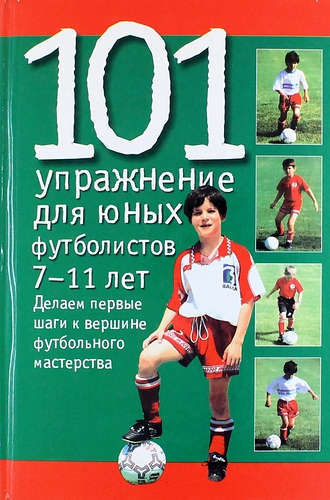 101
упражнение
для юных
футболистов
7–11 лет
Делаем первые
шаги к вершине
футбольного
мастерства